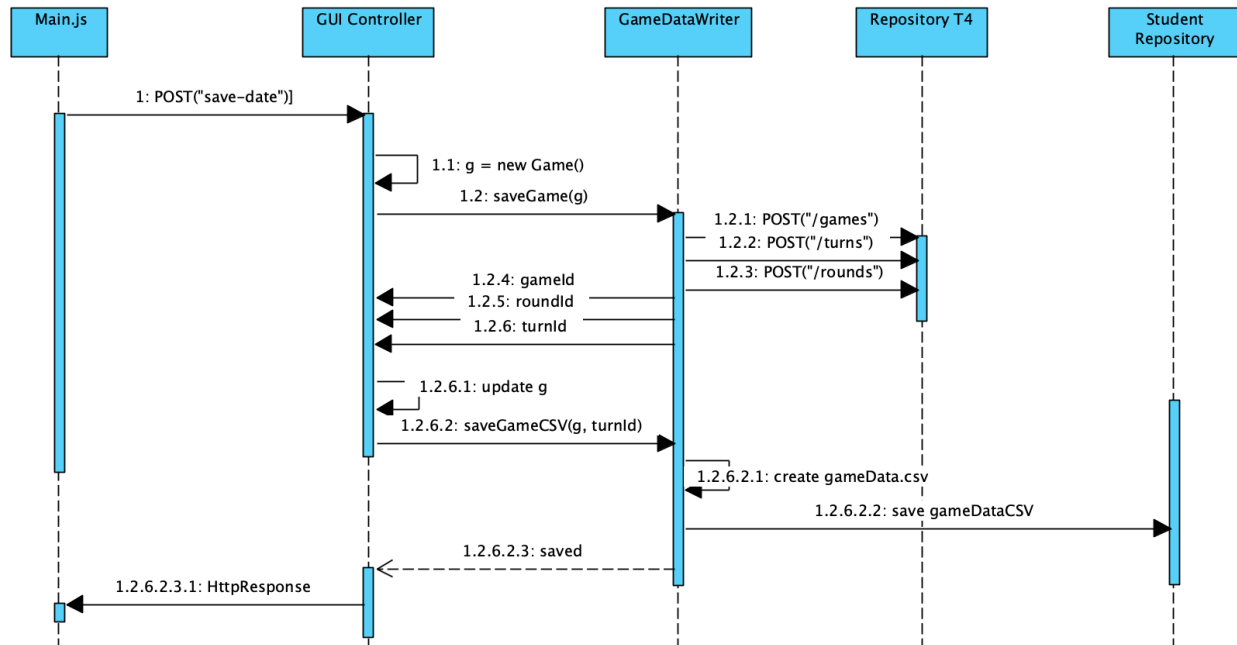 Main.js
GUI Controller
GameDataWriter
Repository T4
Student
Repository
1: POST("save-date")]
1.1: g = new Game()
1.2: saveGame(g)
1.2.1: POST("/games")
1.2.2: POST("/turns")
1.2.3: POST("/rounds")
1.2.4: gameId
1.2.5: roundId
1.2.6: turnId
1.2.6.1: update g
1.2.6.2: saveGameCSV(g, turnId)
1.2.6.2.1: create gameData.csv
1.2.6.2.2: save gameDataCSV
1.2.6.2.3: saved
1.2.6.2.3.1: HttpResponse